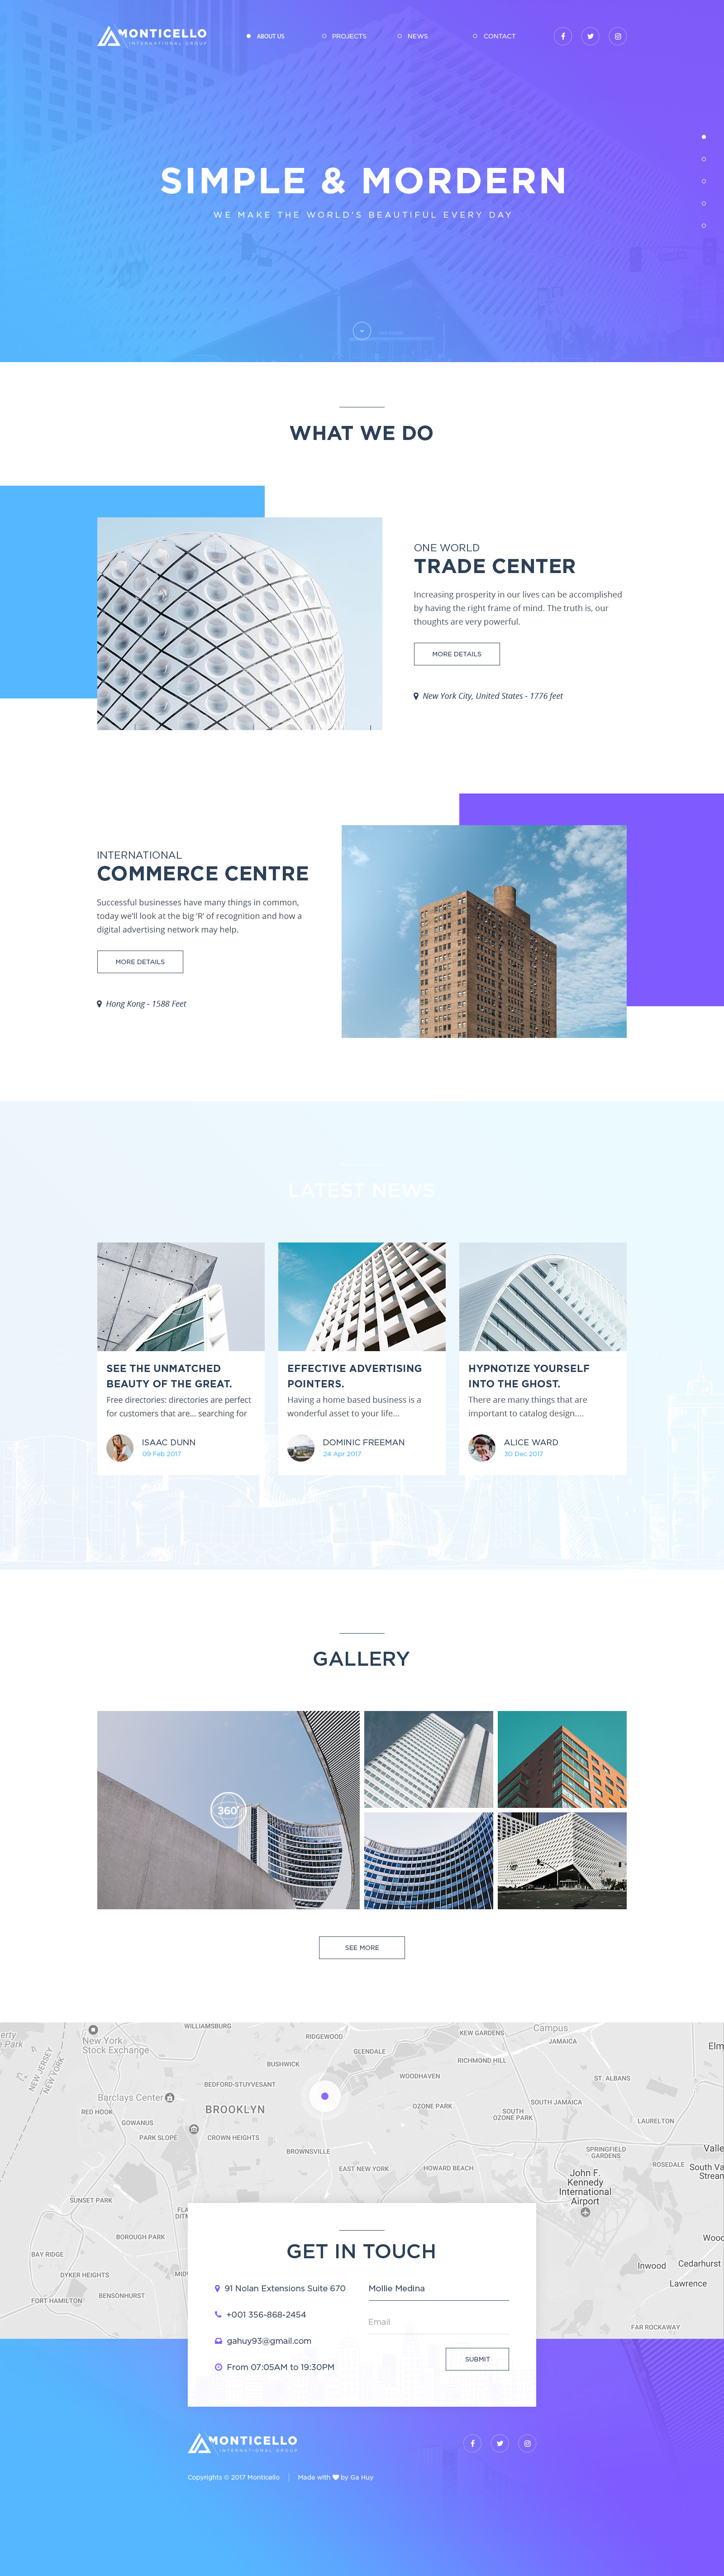 MONTICELLO
INTERNATIONAL GROUP
ABOUT US
PROJECTS
NEWS
CONTACT
SIMPLE & MORDERN
WE MAKE THE WORLD'S BEAUTIFUL EVERY DAY
WHAT WE DO
ONE WORLD
TRADE CENTER
Increasing prosperity in our lives can be accomplished
by having the right frame of mind. The truth is, our
thoughts are very powerful.
MORE DETAILS
New York City, United States - 1776 feet
INTERNATIONAL
COMMERCE CENTRE
Successful businesses have many things in common,
today we'll look at the big 'R' of recognition and how a
digital advertising network may help.
MORE DETAILS
Hong Kong - 1588 Feet
LATEST NEWS
SEE THE UNMATCHED
BEAUTY OF THE GREAT.
Free directories: directories are perfect
for customers that are... searching for
ISAAC DUNN
09 Feb 2017
EFFECTIVE ADVERTISING
POINTERS.
Having a home based business is a
wonderful asset to your life...
DOMINIC FREEMAN
24 Apr 2017
HYPNOTIZE YOURSELF
INTO THE GHOST.
There are many things that are
important to catalog design....
ALICE WARD
30 Dec 2017
GALLERY
360°
SEE MORE
WILLIAMSBURG
RIDGEWOOD
KEW GARDENS
Campus
JAMAICA
erty
e Park
New York
Stock Exchange
GLENDALE
Elm
NEW JERSEY
NEW YORK
BUSHWICK
RICHMOND HILL
WOODHAVEN
ST. ALBANS
BEDFORD-STUYVESANT
Barclays Center
SOUTH JAMAICA
OZONE PARK
BROOKLYN
RED HOOK
SOUTH
OZONE PARK
LAURELTON
GOWANUS
PARK SLOPE
CROWN HEIGHTS
SPRINGFIELD
GARDENS
Valle
BROWNSVILLE
ROSEDALE
South Va
Strean
EAST NEW YORK
HOWARD BEACH
John F.
Kennedy
International
Airport
SUNSET PARK
FLA
DITM
BOROUGH PARK
Wood
BAY RIDGE
Inwood
Cedarhurst
DYKER HEIGHTS
MID
Lawrence
BENSONHURST
FORT HAMILTON
FAR ROCKAWAY
GET IN TOUCH
91 Nolan Extensions Suite 670
+001 356-868-2454
gahuy93@gmail.com
From 07:05AM to 19:30PM
Mollie Medina
Email
SUBMIT
MONTICELLO
INTERNATIONAL GROUP
Copyrights © 2017 Monticello
Made with ♥ by Ga Huy